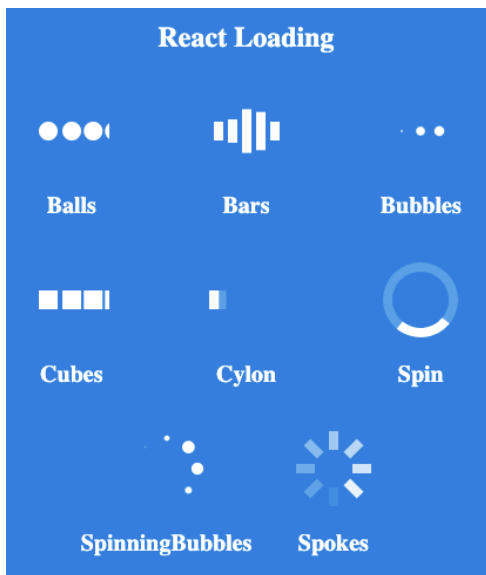 React Loading
Balls Bars Bubbles
Cubes Cylon Spin
SpinningBubbles Spokes